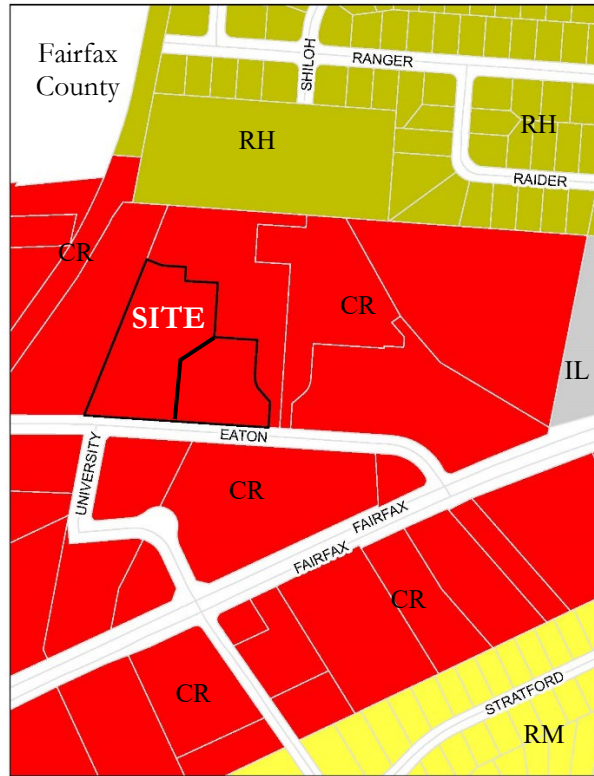 Fairfax
County
SHILOH
RANGER
RH
RH
RAIDER
CR
CR
SITE
IL
EATON
UNIVERSITY
CR
FAIRFAX
FAIRFAX
CR
CR
STRATFORD
RM